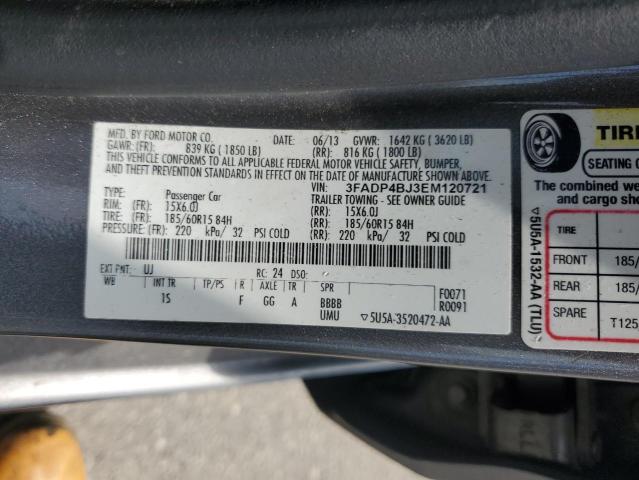 MFD. BY FORD MOTOR CO.
DATE: 06/13 GVWR: 1642 KG ( 3620 LB)
GAWR: (FR): 839 KG ( 1850 LB) (RR): 816 KG ( 1800 LB)
THIS VEHICLE CONFORMS TO ALL APPLICABLE FEDERAL MOTOR VEHICLE SAFETY, BUMPER,
AND THEFT PREVENTION STANDARDS IN EFFECT ON THE DATE OF MANUFACTURE SHOWN ABOVE.
VIN: 3FADP4BJ3EM120721
TYPE: Passenger Car TRAILER TOWING - SEE OWNER GUIDE
RIM: (FR): 15X6.0J (RR): 15X6.0J
TIRE: (FR): 185/60R15 84H (RR): 185/60R15 84H
PRESSURE: (FR): 220 kPa/ 32 PSI COLD (RR): 220 kPa/ 32 PSI COLD
EXT PNT: UJ RC: 24 DSO:
WB INT TR TP/PS R AXLE TR SPR
F0071
15 F GG A BBBB
R0091
UMU
▽5U5A-3520472-AA
TIRE
SEATING
The combined we
and cargo sho
▽5U5A-1532-AA (TLU)
TIRE
FRONT 185/
REAR 185/
SPARE T125